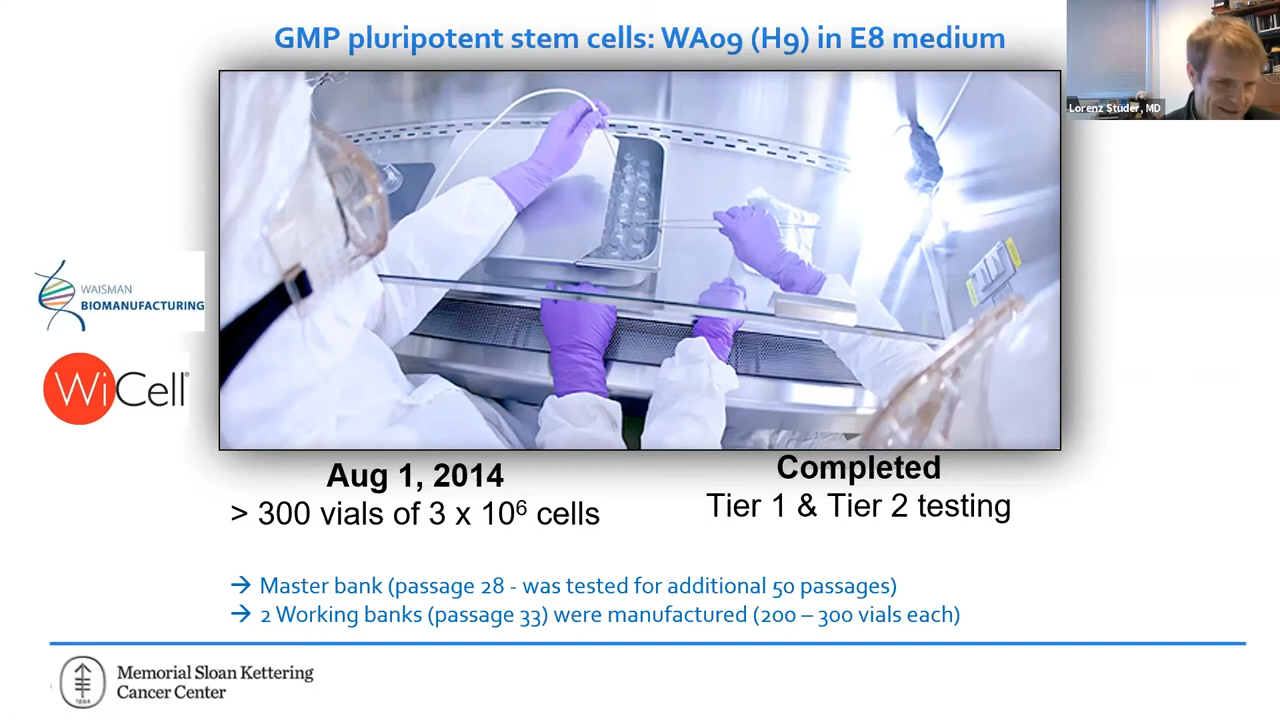 GMP pluripotent stem cells: WA09 (H9) in E8 medium
Lorenz Studer, MD
WAISMAN
BIOMANUFACTURING
WiCell®
Aug 1, 2014
> 300 vials of 3 x 10⁶ cells
Completed
Tier 1 & Tier 2 testing
→ Master bank (passage 28 - was tested for additional 50 passages)
→ 2 Working banks (passage 33) were manufactured (200 – 300 vials each)
1884
Memorial Sloan Kettering
Cancer Center